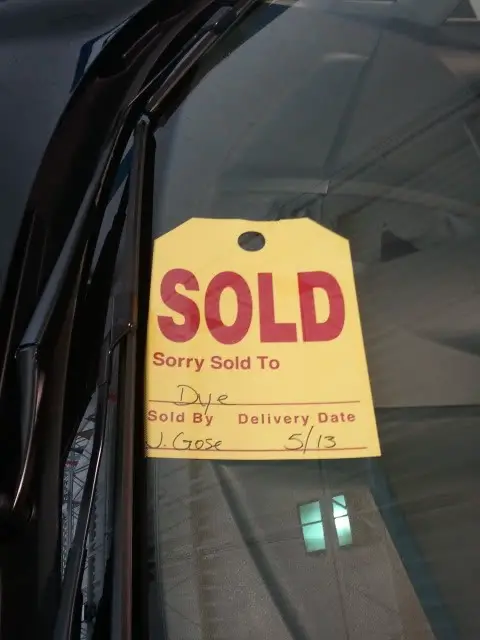 SOLD
Sorry Sold To
Dye
Sold By Delivery Date
J. Gose 5/13